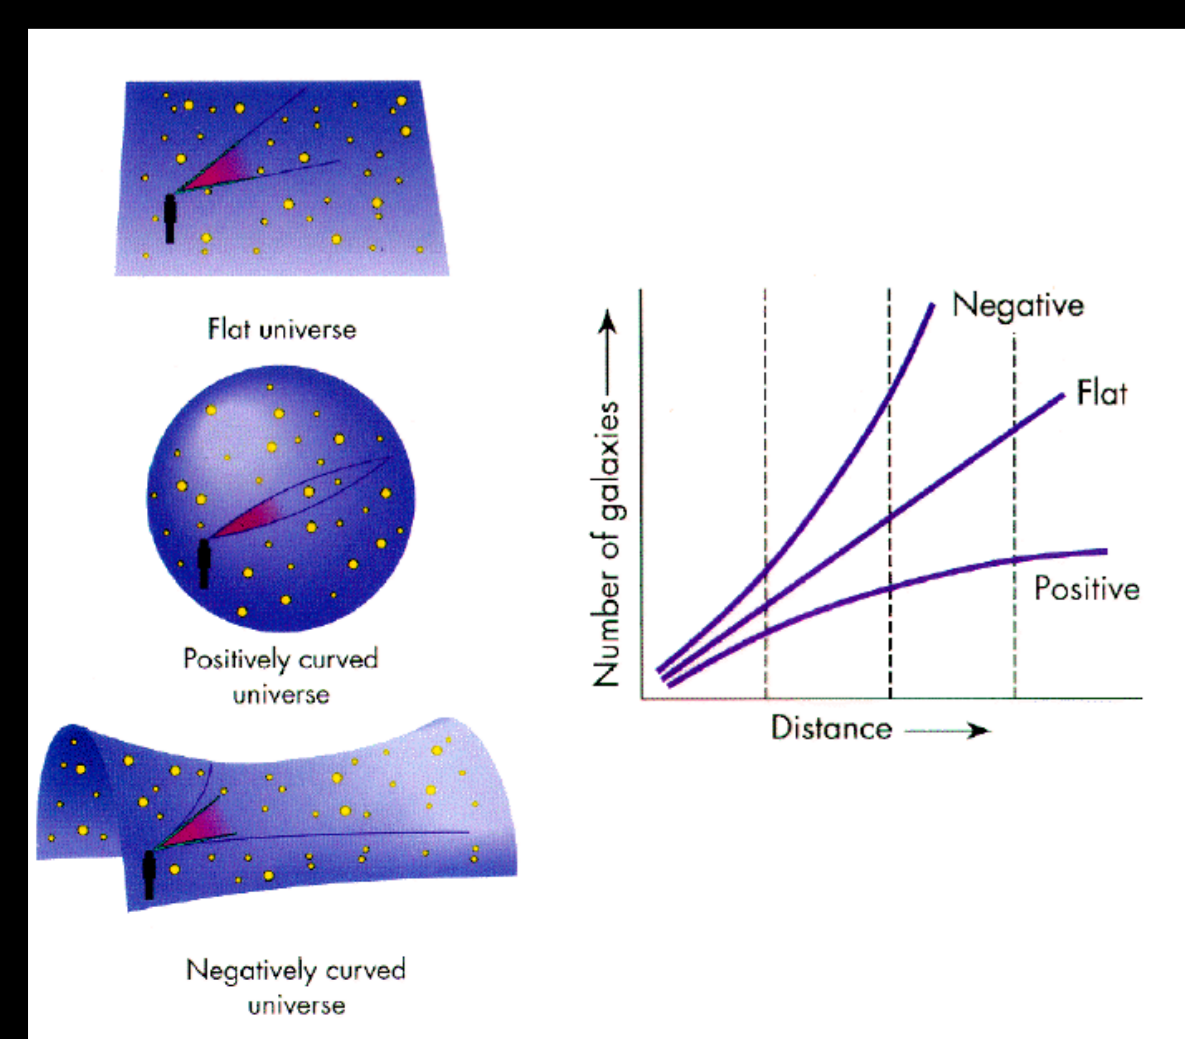 Flat universe
Positively curved
universe
Negatively curved
universe
Number of galaxies
Distance
Negative
Flat
Positive